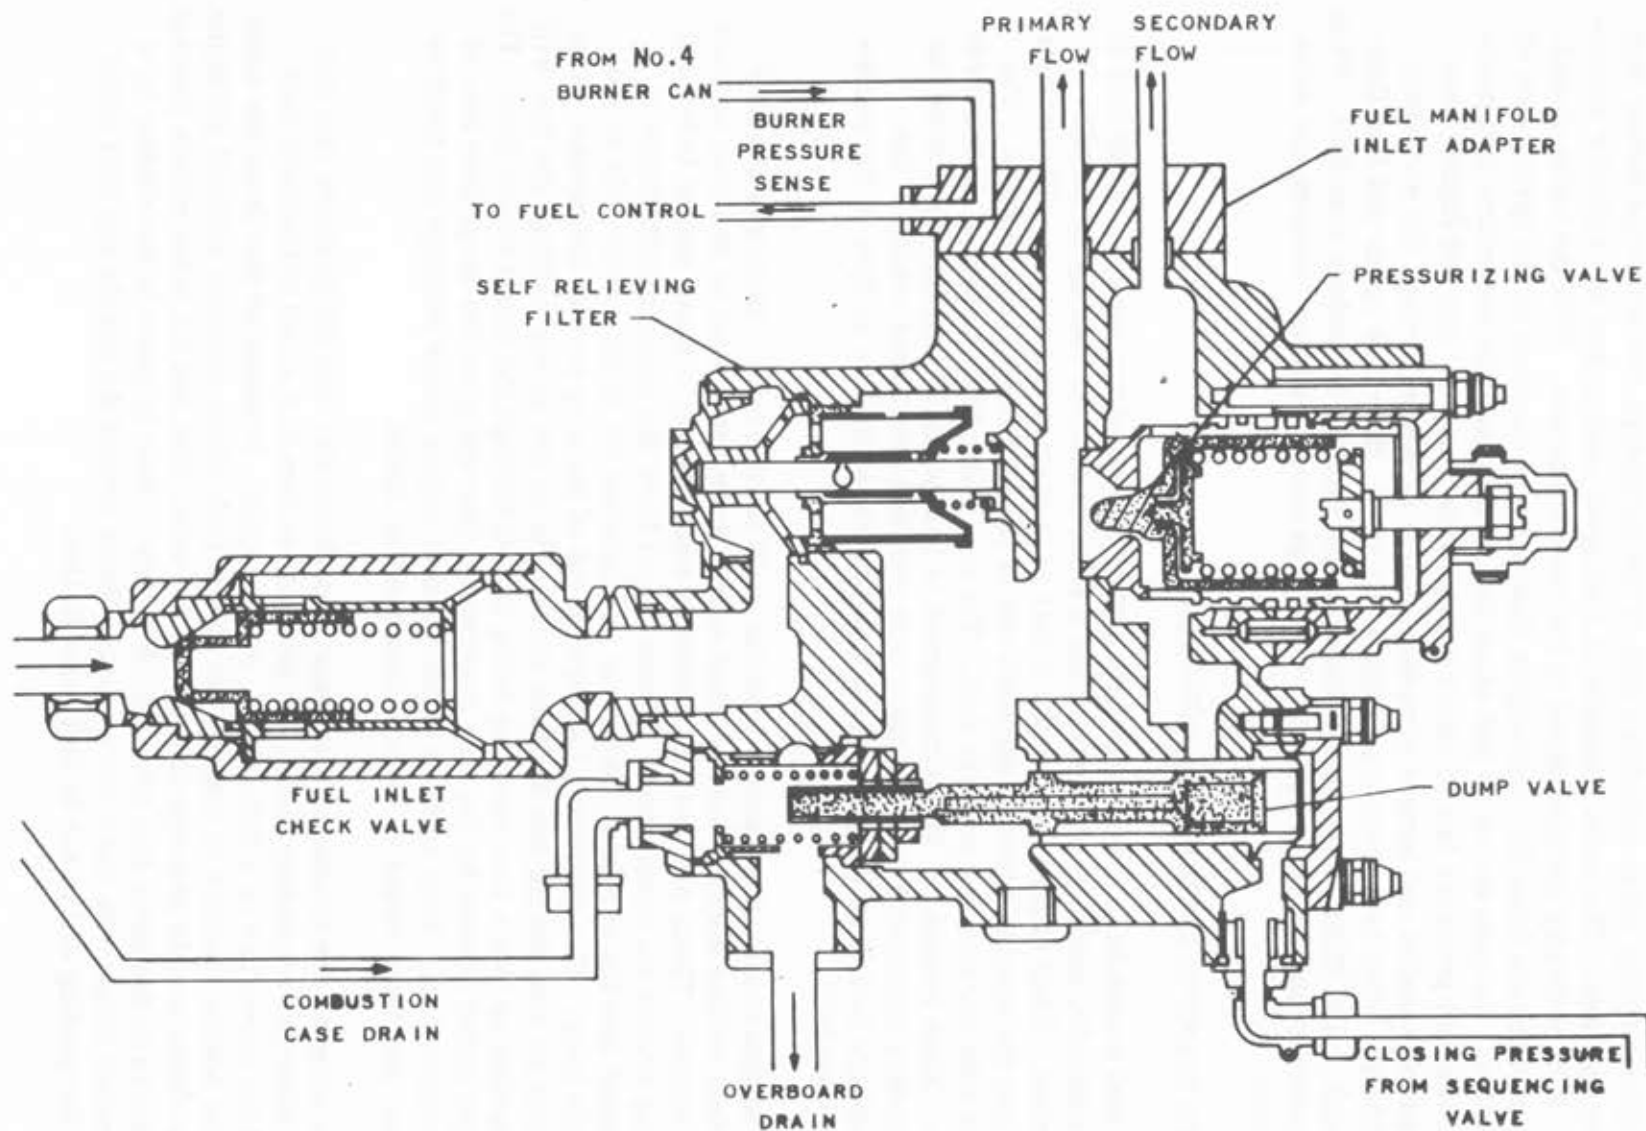 PRIMARY
FLOW
SECONDARY
FLOW
FROM No.4
BURNER CAN
BURNER
PRESSURE
SENSE
TO FUEL CONTROL
FUEL MANIFOLD
INLET ADAPTER
SELF RELIEVING
FILTER
PRESSURIZING VALVE
FUEL INLET
CHECK VALVE
DUMP VALVE
COMBUSTION
CASE DRAIN
OVERBOARD
DRAIN
CLOSING PRESSURE
FROM SEQUENCING
VALVE